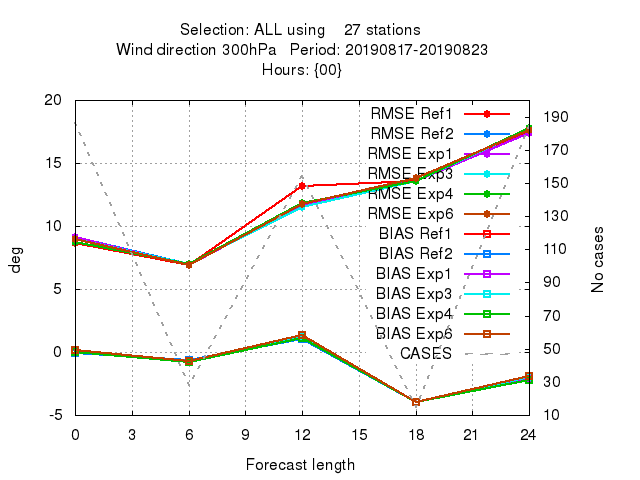 Selection: ALL using 27 stations
Wind direction 300hPa Period: 20190817-20190823
Hours: {00}
20
15
10
5
0
-5
deg
190
170
150
130
110
90
70
50
30
10
No cases
RMSE Ref1
RMSE Ref2
RMSE Exp1
RMSE Exp3
RMSE Exp4
RMSE Exp6
BIAS Ref1
BIAS Ref2
BIAS Exp1
BIAS Exp3
BIAS Exp4
BIAS Exp6
CASES
0 3 6 9 12 15 18 21 24
Forecast length